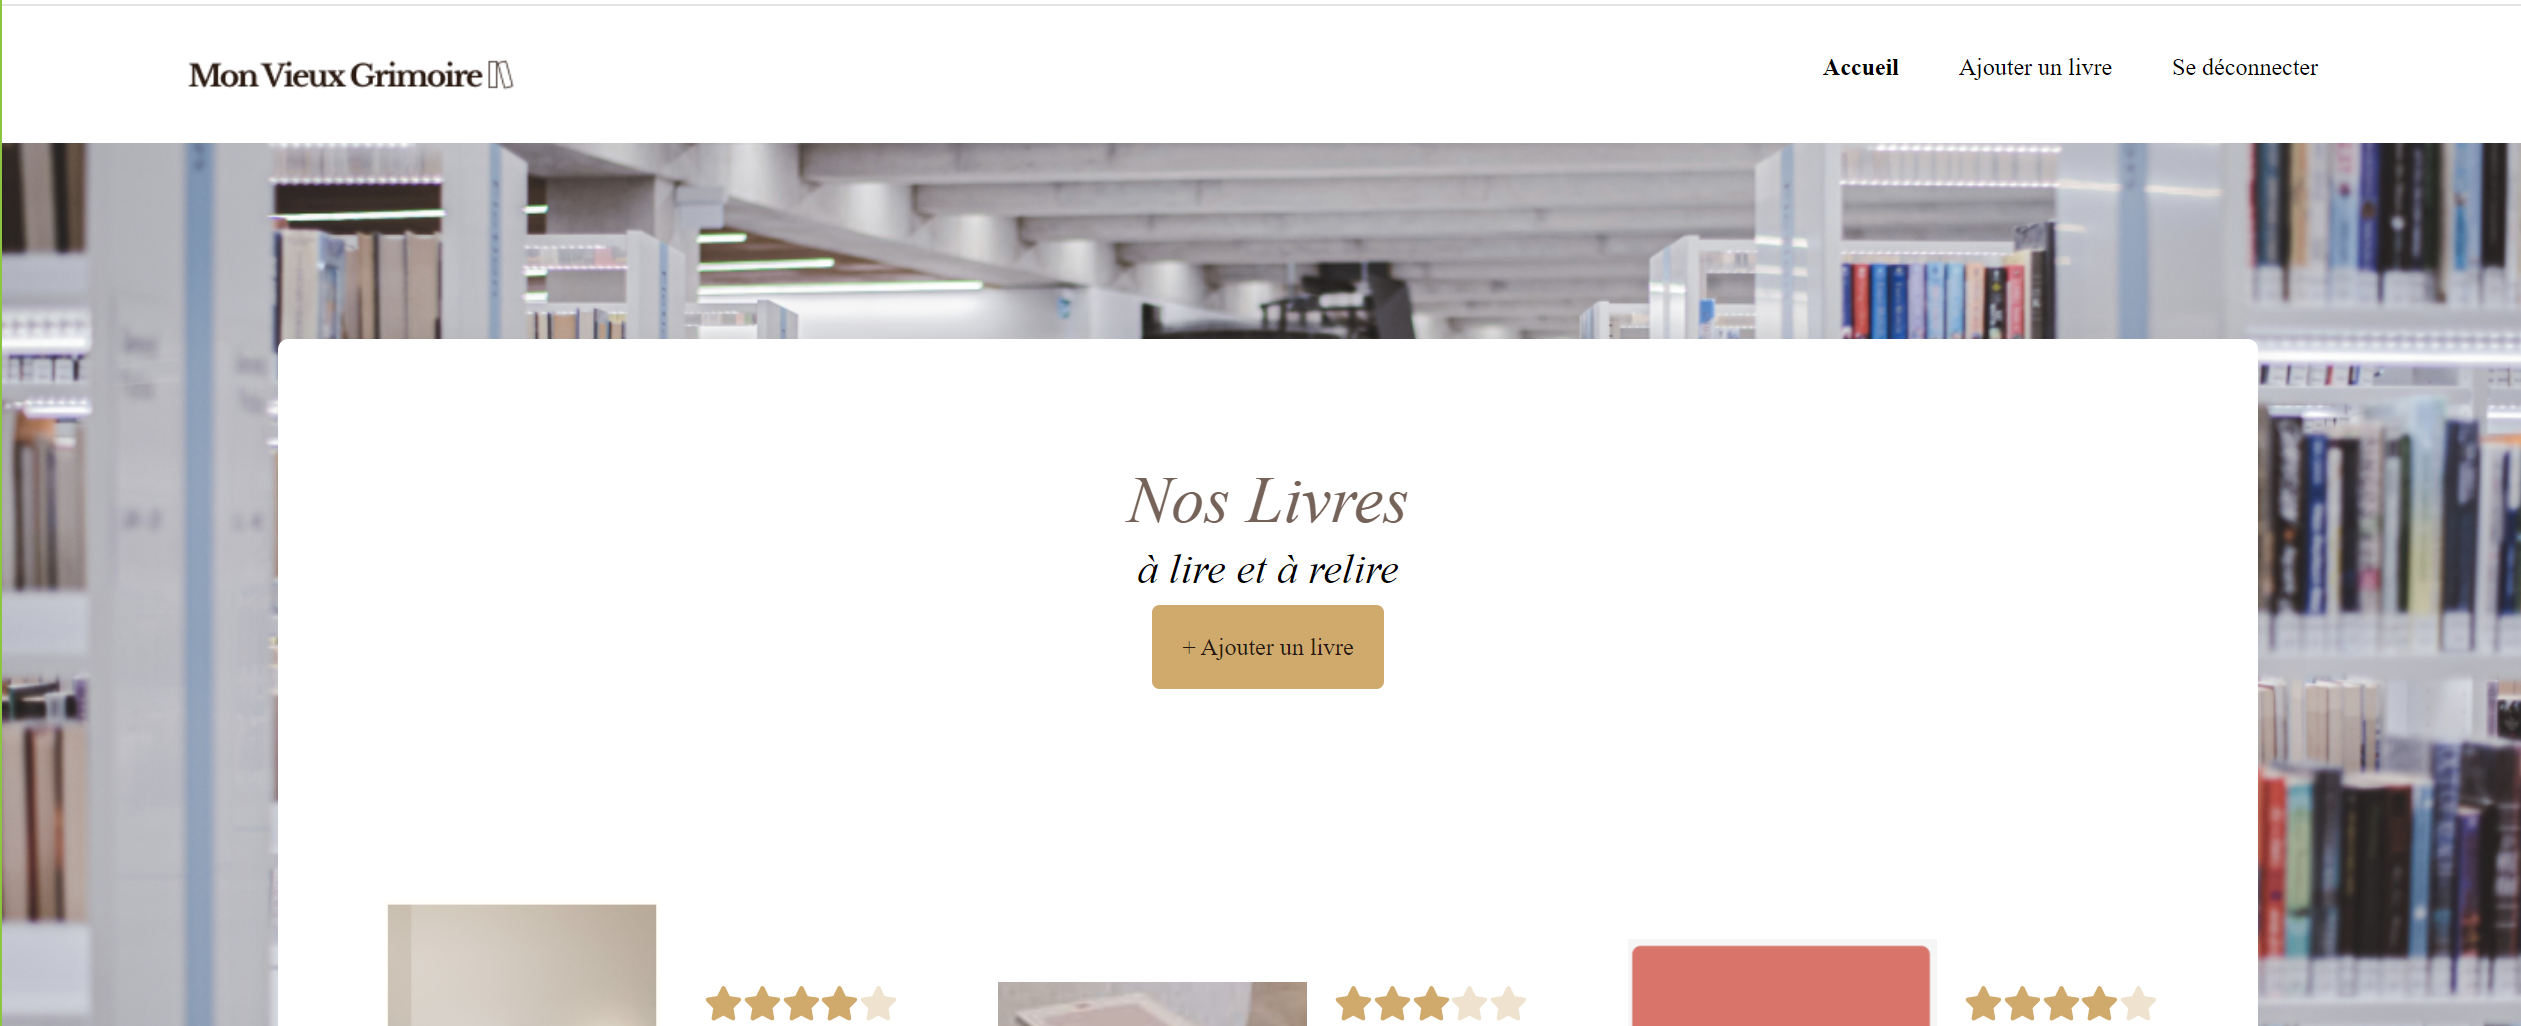 Mon Vieux Grimoire
Accueil Ajouter un livre Se déconnecter
Nos Livres
à lire et à relire
+ Ajouter un livre